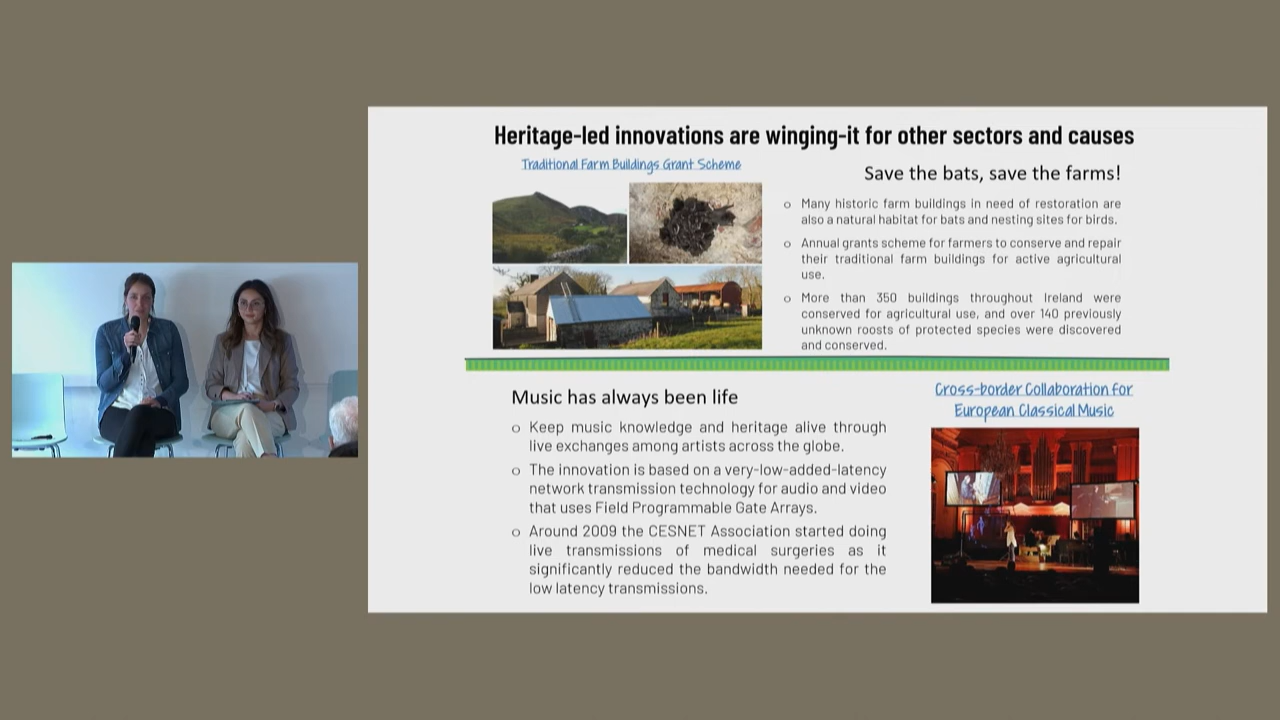 Heritage-led innovations are winging-it for other sectors and causes
Traditional Farm Buildings Grant Scheme
Save the bats, save the farms!
o Many historic farm buildings in need of restoration are
also a natural habitat for bats and nesting sites for birds.
o Annual grants scheme for farmers to conserve and repair
their traditional farm buildings for active agricultural
use.
o More than 350 buildings throughout Ireland were
conserved for agricultural use, and over 140 previously
unknown roosts of protected species were discovered
and conserved.
Music has always been life
o Keep music knowledge and heritage alive through
live exchanges among artists across the globe.
o The innovation is based on a very-low-added-latency
network transmission technology for audio and video
that uses Field Programmable Gate Arrays.
o Around 2009 the CESNET Association started doing
live transmissions of medical surgeries as it
significantly reduced the bandwidth needed for the
low latency transmissions.
Cross-border Collaboration for
European Classical Music